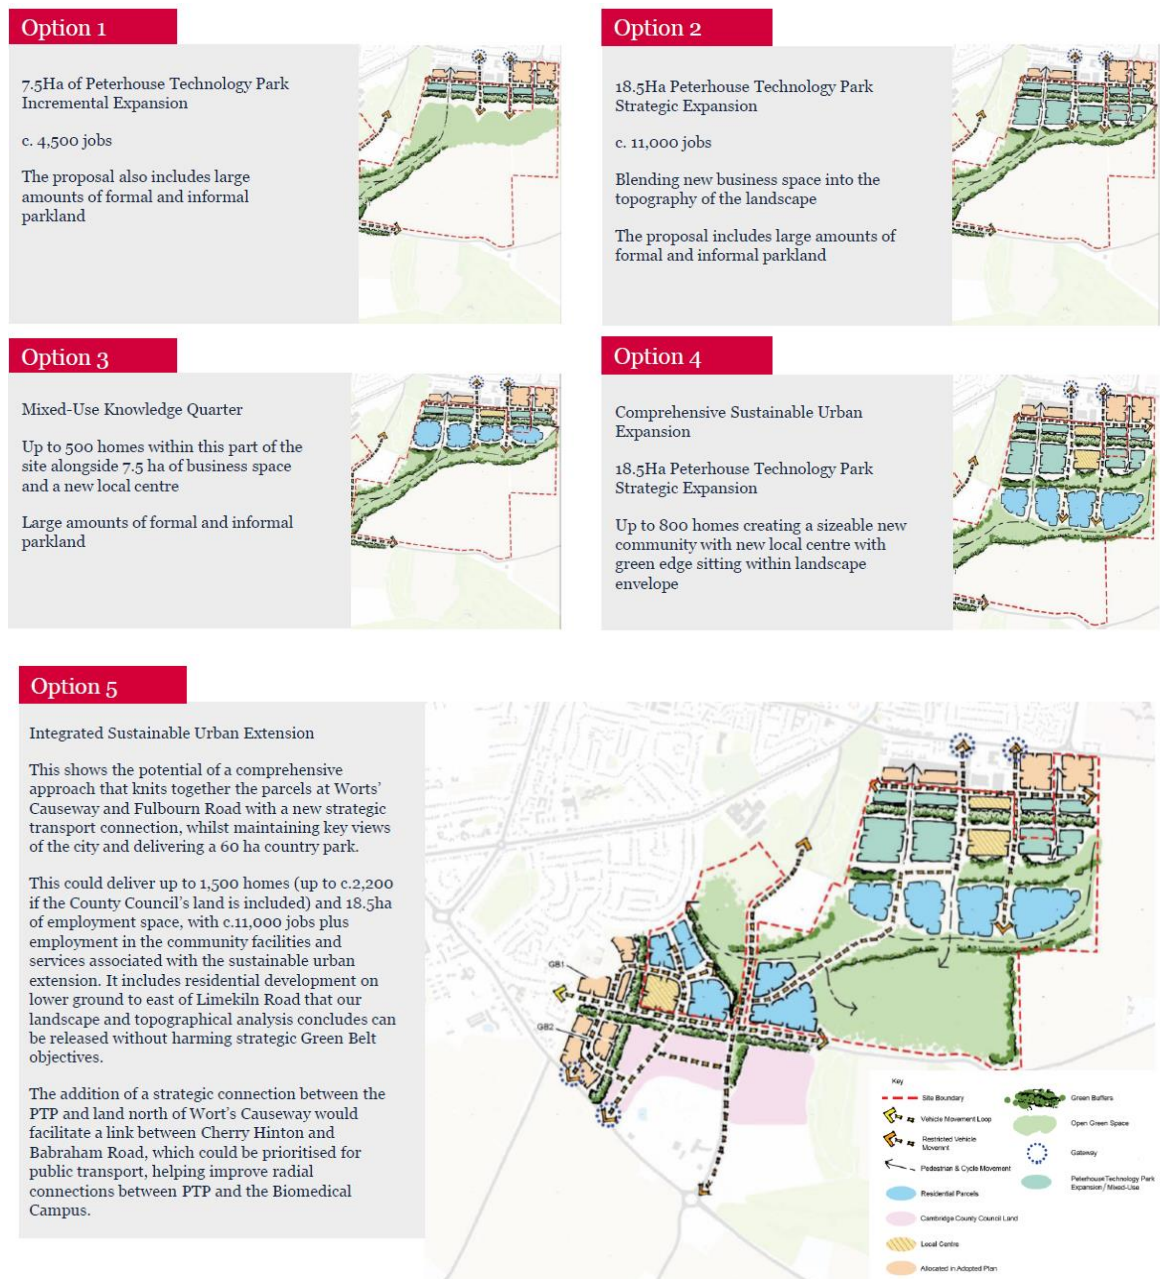 Option 1
7.5Ha of Peterhouse Technology Park
Incremental Expansion
c. 4,500 jobs
The proposal also includes large
amounts of formal and informal
parkland
Option 2
18.5Ha Peterhouse Technology Park
Strategic Expansion
c. 11,000 jobs
Blending new business space into the
topography of the landscape
The proposal includes large amounts of
formal and informal parkland
Option 3
Mixed-Use Knowledge Quarter
Up to 500 homes within this part of the
site alongside 7.5 ha of business space
and a new local centre
Large amounts of formal and informal
parkland
Option 4
Comprehensive Sustainable Urban
Expansion
18.5Ha Peterhouse Technology Park
Strategic Expansion
Up to 800 homes creating a sizeable new
community with new local centre with
green edge sitting within landscape
envelope
Option 5
Integrated Sustainable Urban Extension
This shows the potential of a comprehensive
approach that knits together the parcels at Worts'
Causeway and Fulbourn Road with a new strategic
transport connection, whilst maintaining key views
of the city and delivering a 60 ha country park.
This could deliver up to 1,500 homes (up to c.2,200
if the County Council's land is included) and 18.5ha
of employment space, with c.11,000 jobs plus
employment in the community facilities and
services associated with the sustainable urban
extension. It includes residential development on
lower ground to east of Limekiln Road that our
landscape and topographical analysis concludes can
be released without harming strategic Green Belt
objectives.
The addition of a strategic connection between the
PTP and land north of Wort's Causeway would
facilitate a link between Cherry Hinton and
Babraham Road, which could be prioritised for
public transport, helping improve radial
connections between PTP and the Biomedical
Campus.
GB1
GB2
Key
Site Boundary
Vehicle Movement Loop
Restricted Vehicle
Movement
Pedestrian & Cycle Movement
Residential Parcels
Cambridge County Council Land
Local Centre
Allocated in Adopted Plan
Green Buffers
Open Green Space
Gateway
Peterhouse Technology Park
Expansion / Mixed-Use